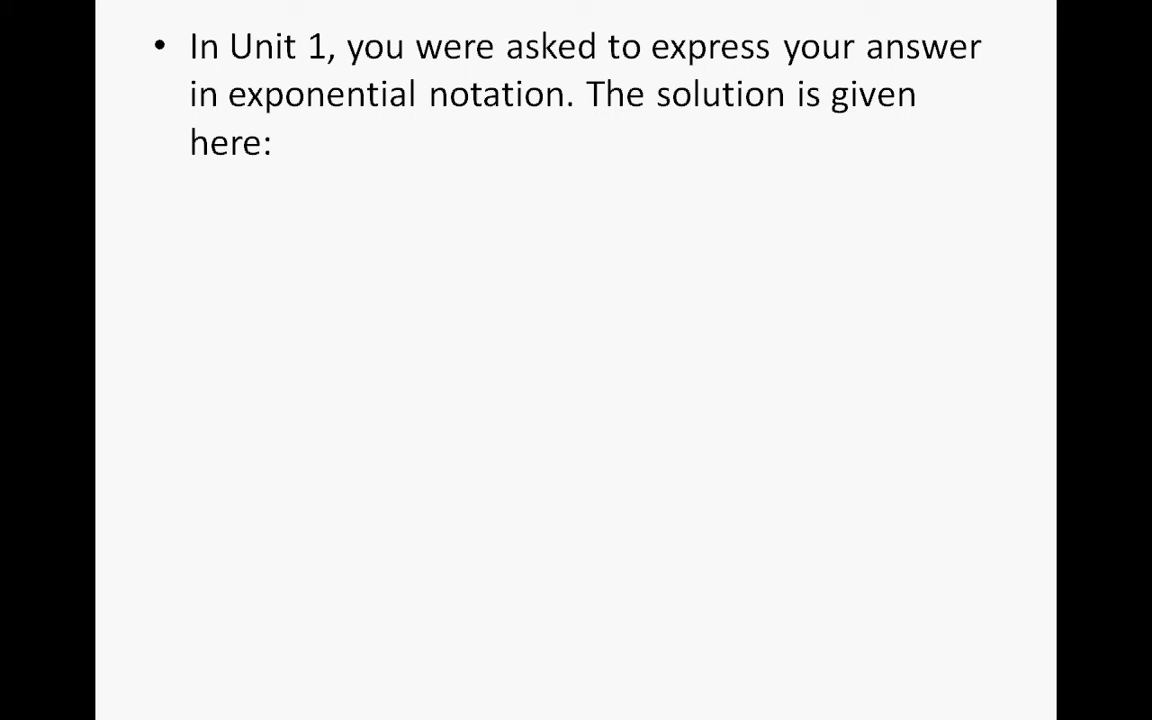 • In Unit 1, you were asked to express your answer
in exponential notation. The solution is given
here: